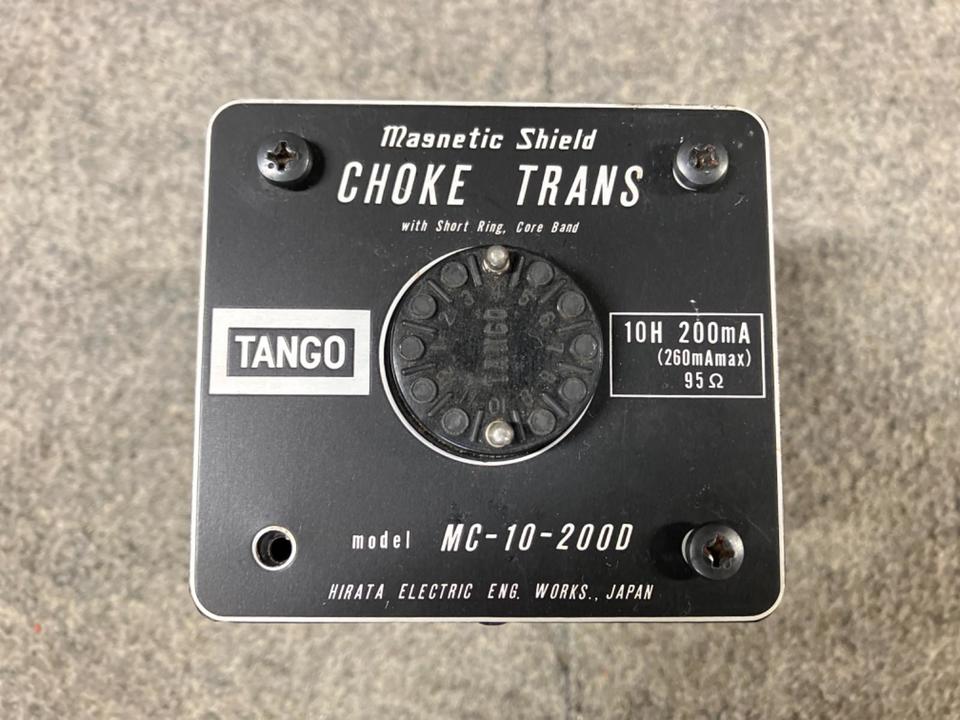 Magnetic Shield
CHOKE TRANS
with Short Ring, Core Band
TANGO
TANGO
10H 200mA
(260mAmax)
95Ω
model MC-10-200D
HIRATA ELECTRIC ENG. WORKS., JAPAN